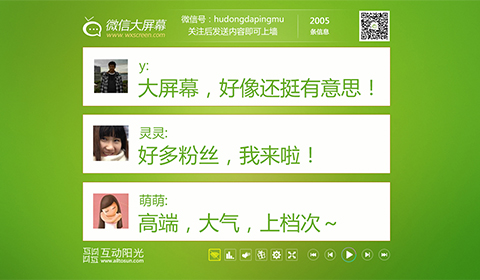 微信大屏幕
www.wxscreen.com
微信号：hudongdapingmu
关注后发送内容即可上墙
2005
条信息
y:
大屏幕，好像还挺有意思！
灵灵:
好多粉丝，我来啦！
萌萌:
高端，大气，上档次～
互动阳光
www.alltosun.com